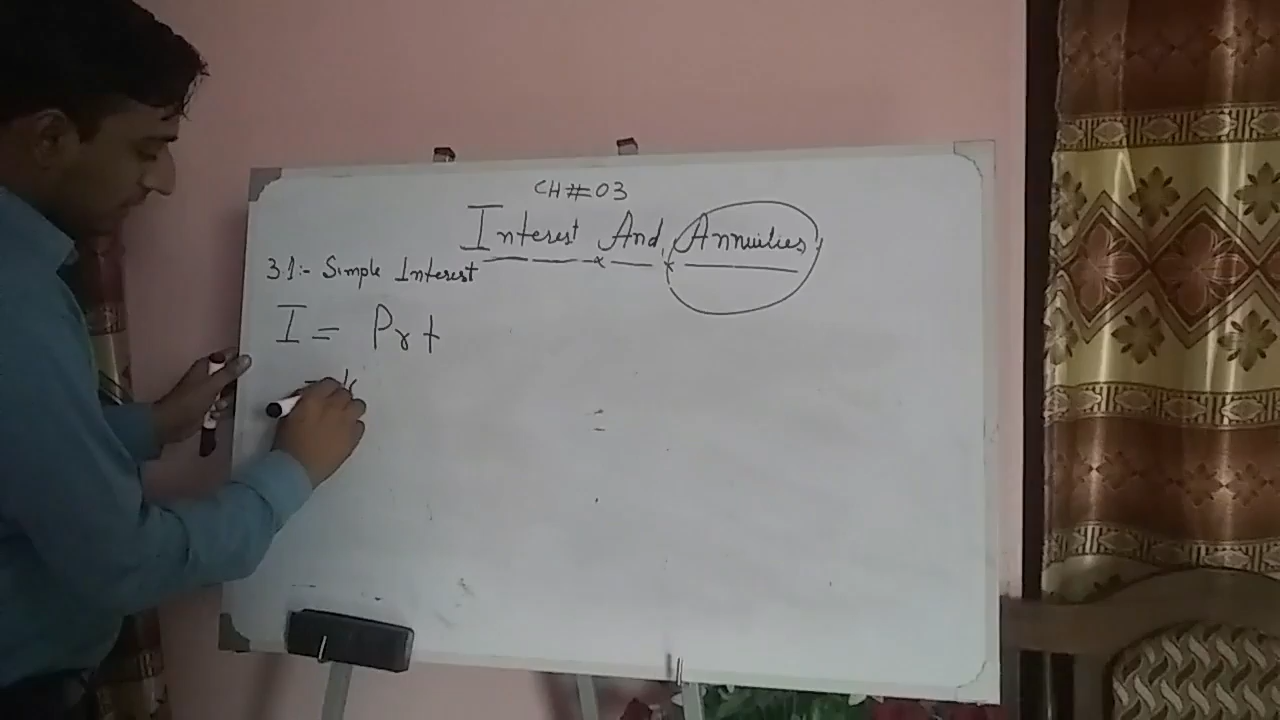 CH#03
Interest And Annuities
3.1:- Simple Interest
I = Prt
=